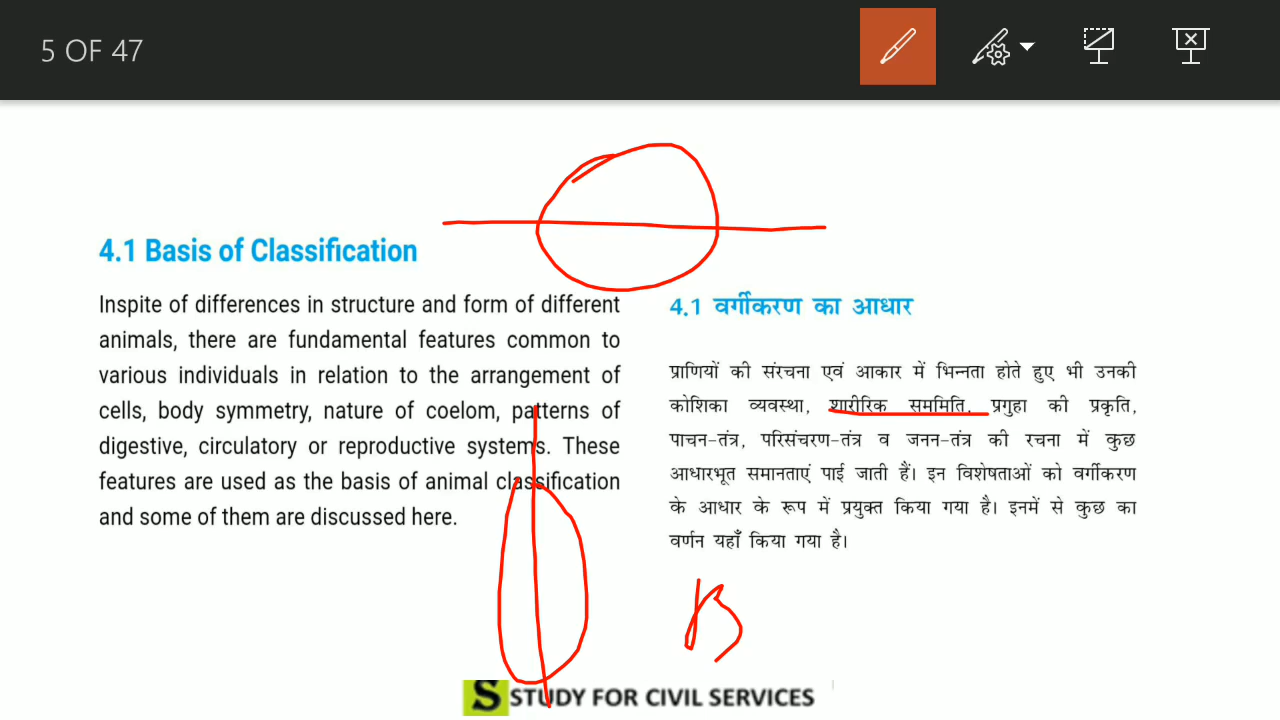 5 OF 47
4.1 Basis of Classification
Inspite of differences in structure and form of different
animals, there are fundamental features common to
various individuals in relation to the arrangement of
cells, body symmetry, nature of coelom, patterns of
digestive, circulatory or reproductive systems. These
features are used as the basis of animal classification
and some of them are discussed here.
4.1 वर्गीकरण का आधार
प्राणियों की संरचना एवं आकार में भिन्नता होते हुए भी उनकी
कोशिका व्यवस्था, शारीरिक सममिति, प्रगुहा की प्रकृति,
पाचन-तंत्र, परिसंचरण-तंत्र व जनन-तंत्र की रचना में कुछ
आधारभूत समानताएं पाई जाती हैं। इन विशेषताओं को वर्गीकरण
के आधार के रूप में प्रयुक्त किया गया है। इनमें से कुछ का
वर्णन यहाँ किया गया है।
S STUDY FOR CIVIL SERVICES